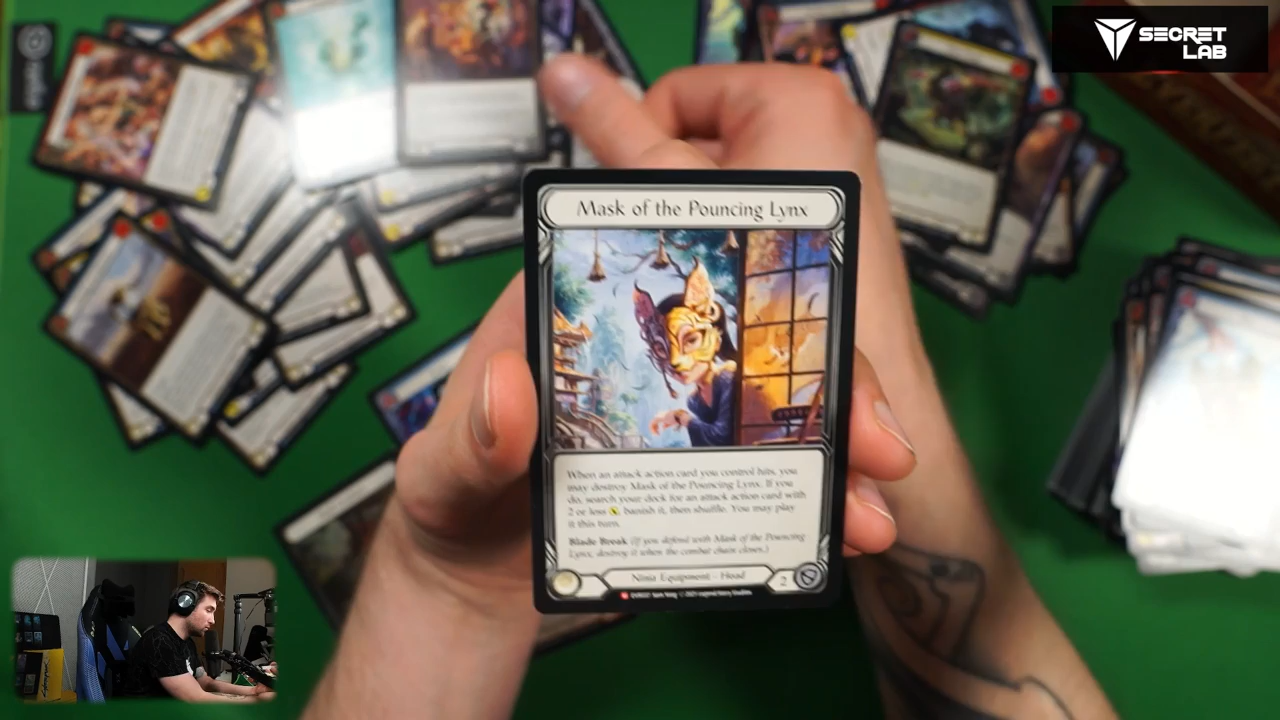 SECRET
LAB
Mask of the Pouncing Lynx
When an attack action card you control hits, you
may destroy Mask of the Pouncing Lynx. If you
do, search your deck for an attack action card with
2 or less, banish it, then shuffle. You may play
it this turn.
Blade Break (If you defend with Mask of the Pouncing
Lynx, destroy it when the combat chain closes.)
Ninja Equipment - Head
2